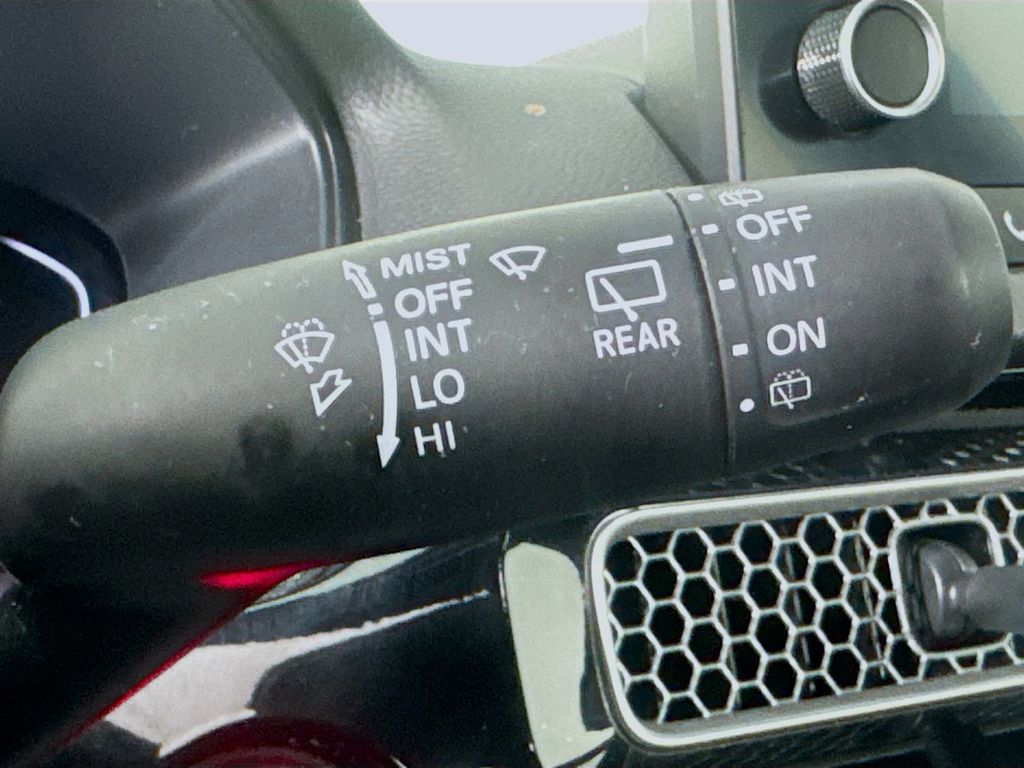 MIST
OFF
INT
LO
HI
REAR
OFF
INT
ON